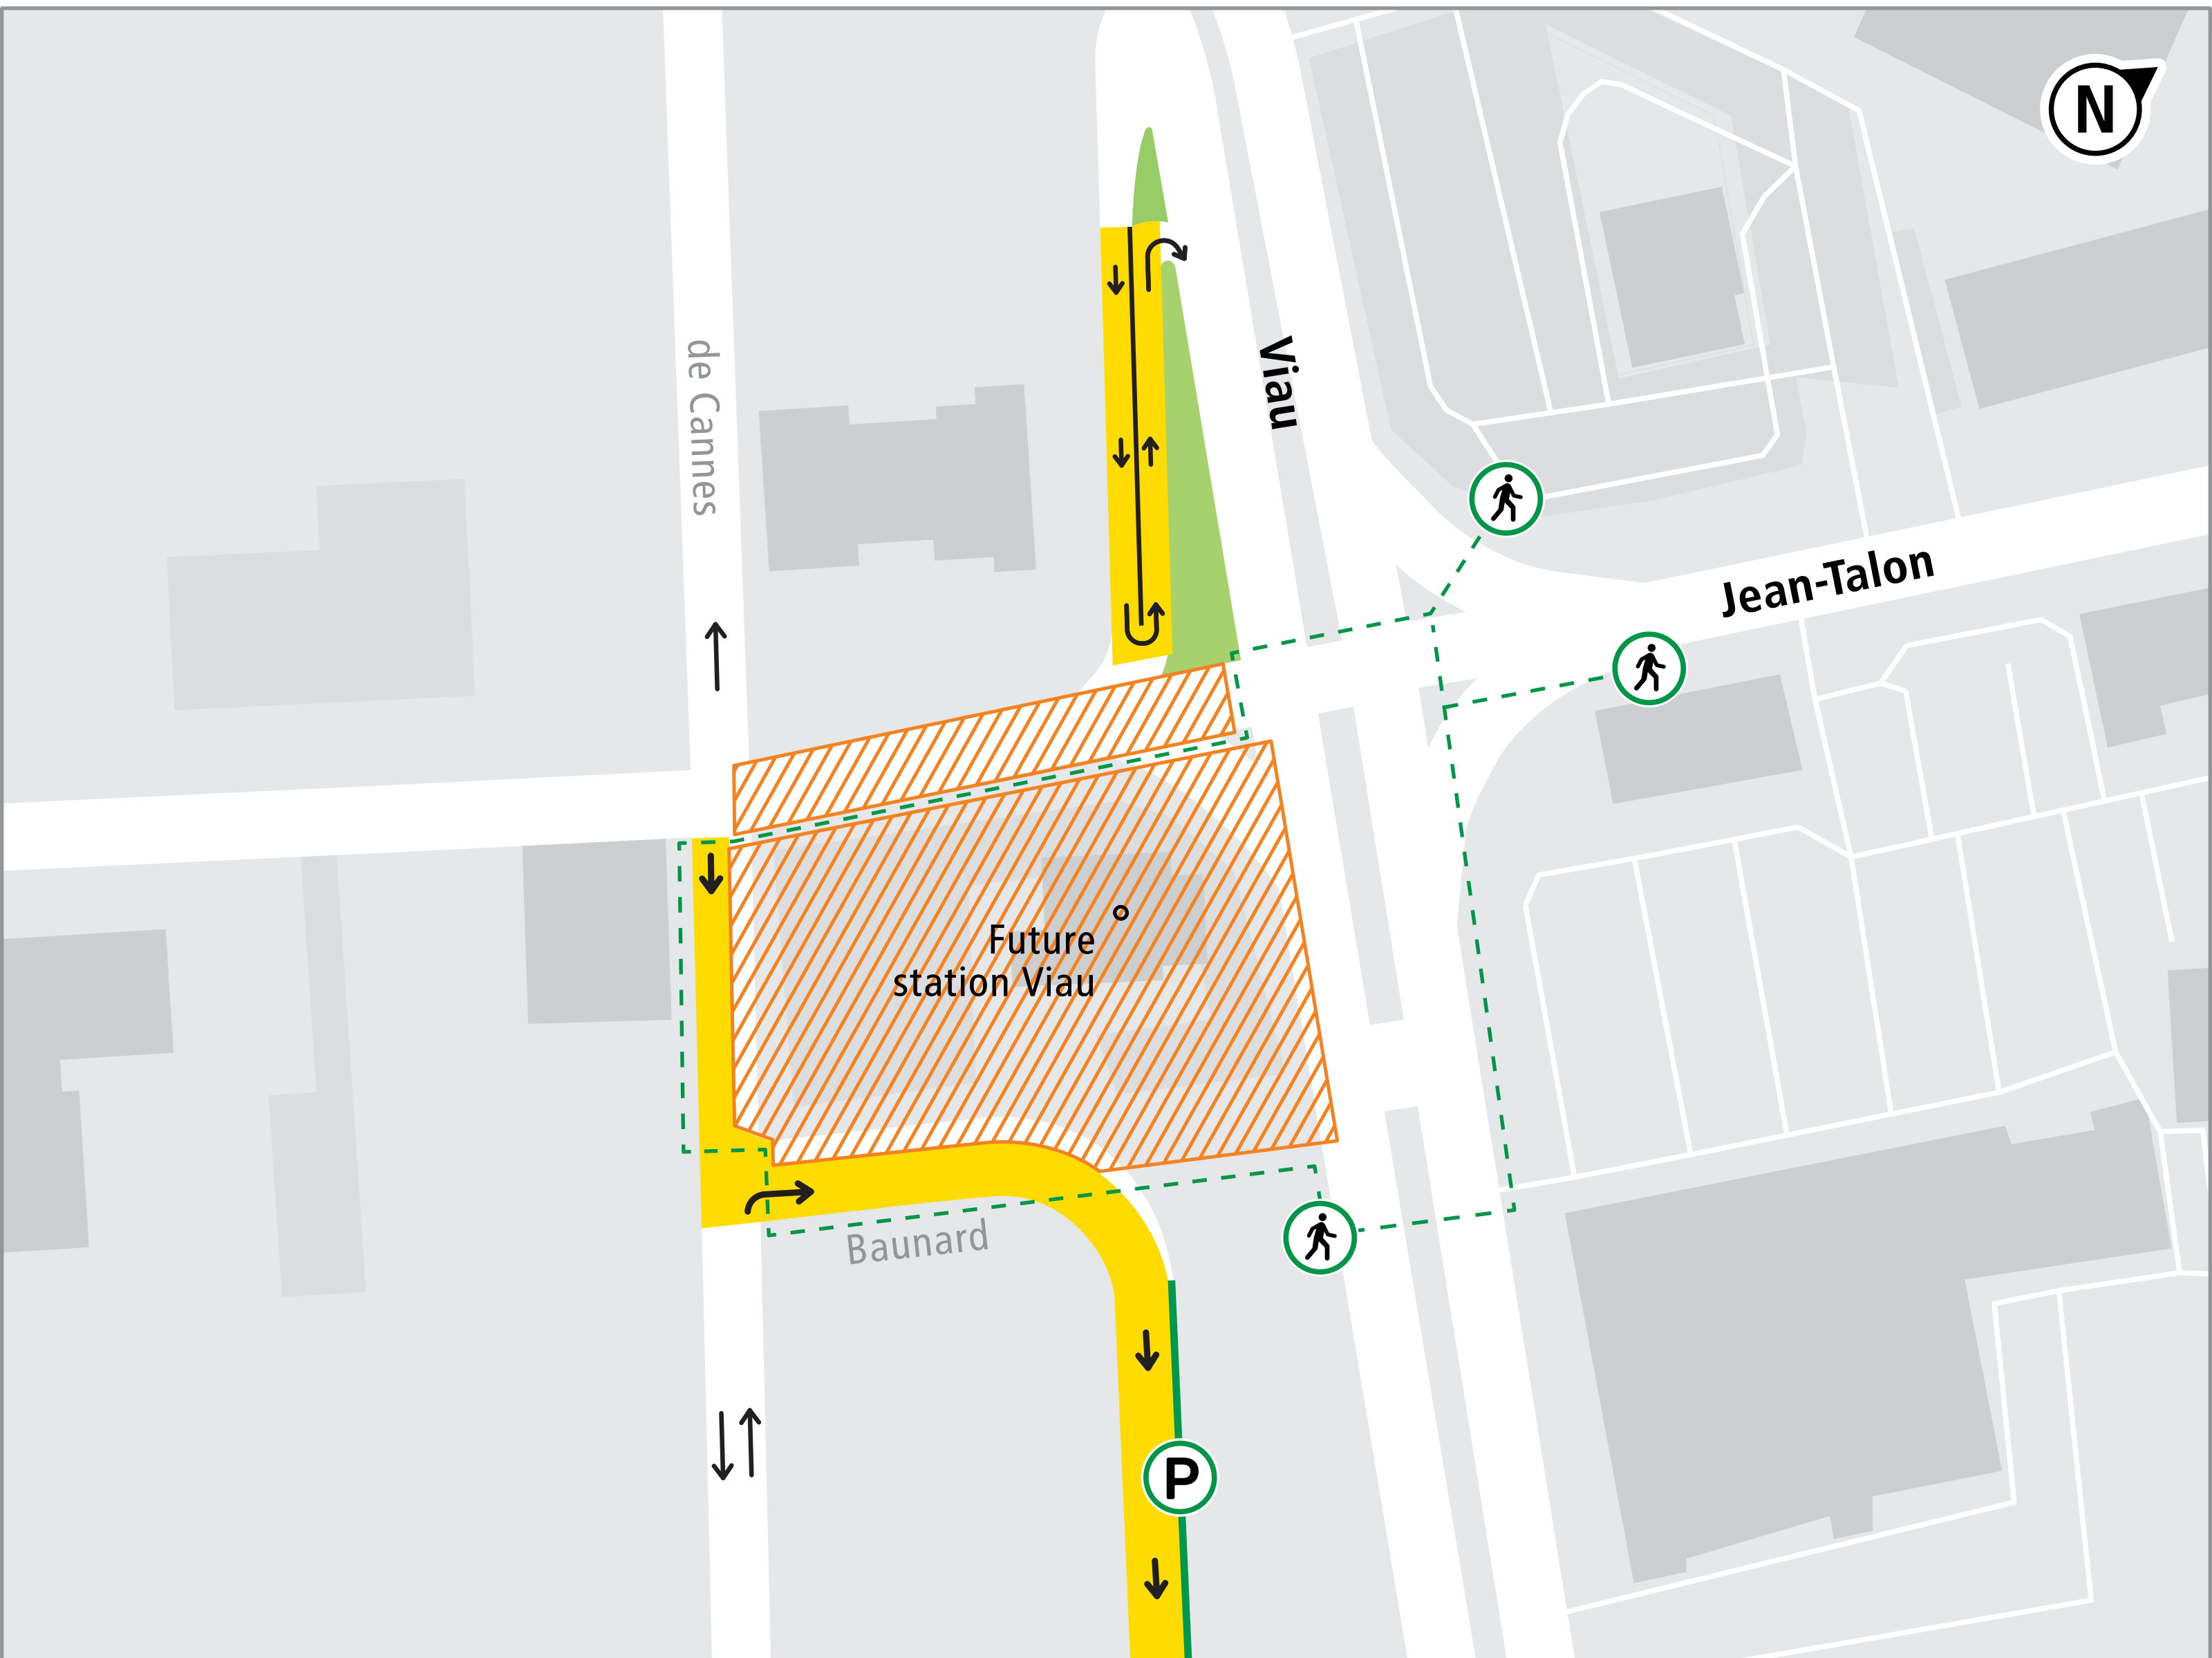 N
de Cannes
Viau
Jean-Talon
Future
station Viau
Baunard
P